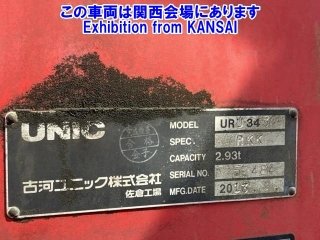 この車両は関西会場にあります
Exhibition from KANSAI
UNIC
古河ユニック株式会社
佐倉工場
MODEL UR 34
SPEC.
CAPACITY 2.93t
SERIAL NO.
MFG.DATE